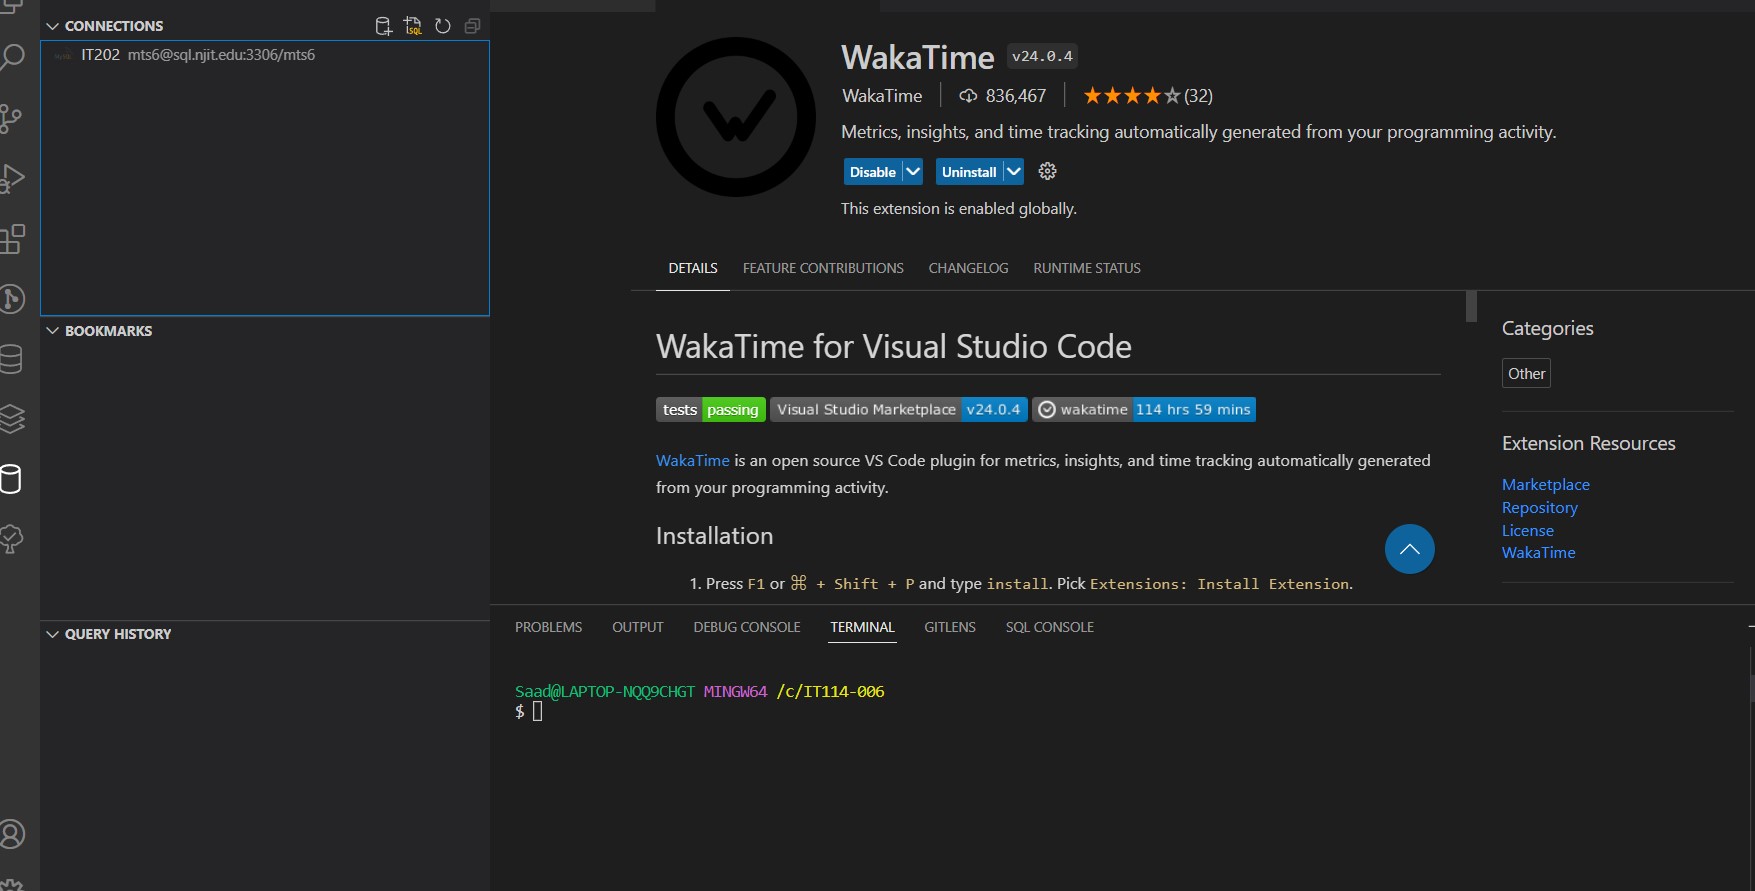 CONNECTIONS
IT202 mts6@sql.njit.edu:3306/mts6
BOOKMARKS
QUERY HISTORY
WakaTime v24.0.4
WakaTime 836,467 (32)
Metrics, insights, and time tracking automatically generated from your programming activity.
Disable Uninstall
This extension is enabled globally.
DETAILS FEATURE CONTRIBUTIONS CHANGELOG RUNTIME STATUS
WakaTime for Visual Studio Code
tests passing Visual Studio Marketplace v24.0.4 wakatime 114 hrs 59 mins
WakaTime is an open source VS Code plugin for metrics, insights, and time tracking automatically generated
from your programming activity.
Installation
1. Press F1 or ⌘ + Shift + P and type install. Pick Extensions: Install Extension.
Categories
Other
Extension Resources
Marketplace
Repository
License
WakaTime
PROBLEMS OUTPUT DEBUG CONSOLE TERMINAL GITLENS SQL CONSOLE
Saad@LAPTOP-NQQ9CHGT MINGW64 /c/IT114-006
$